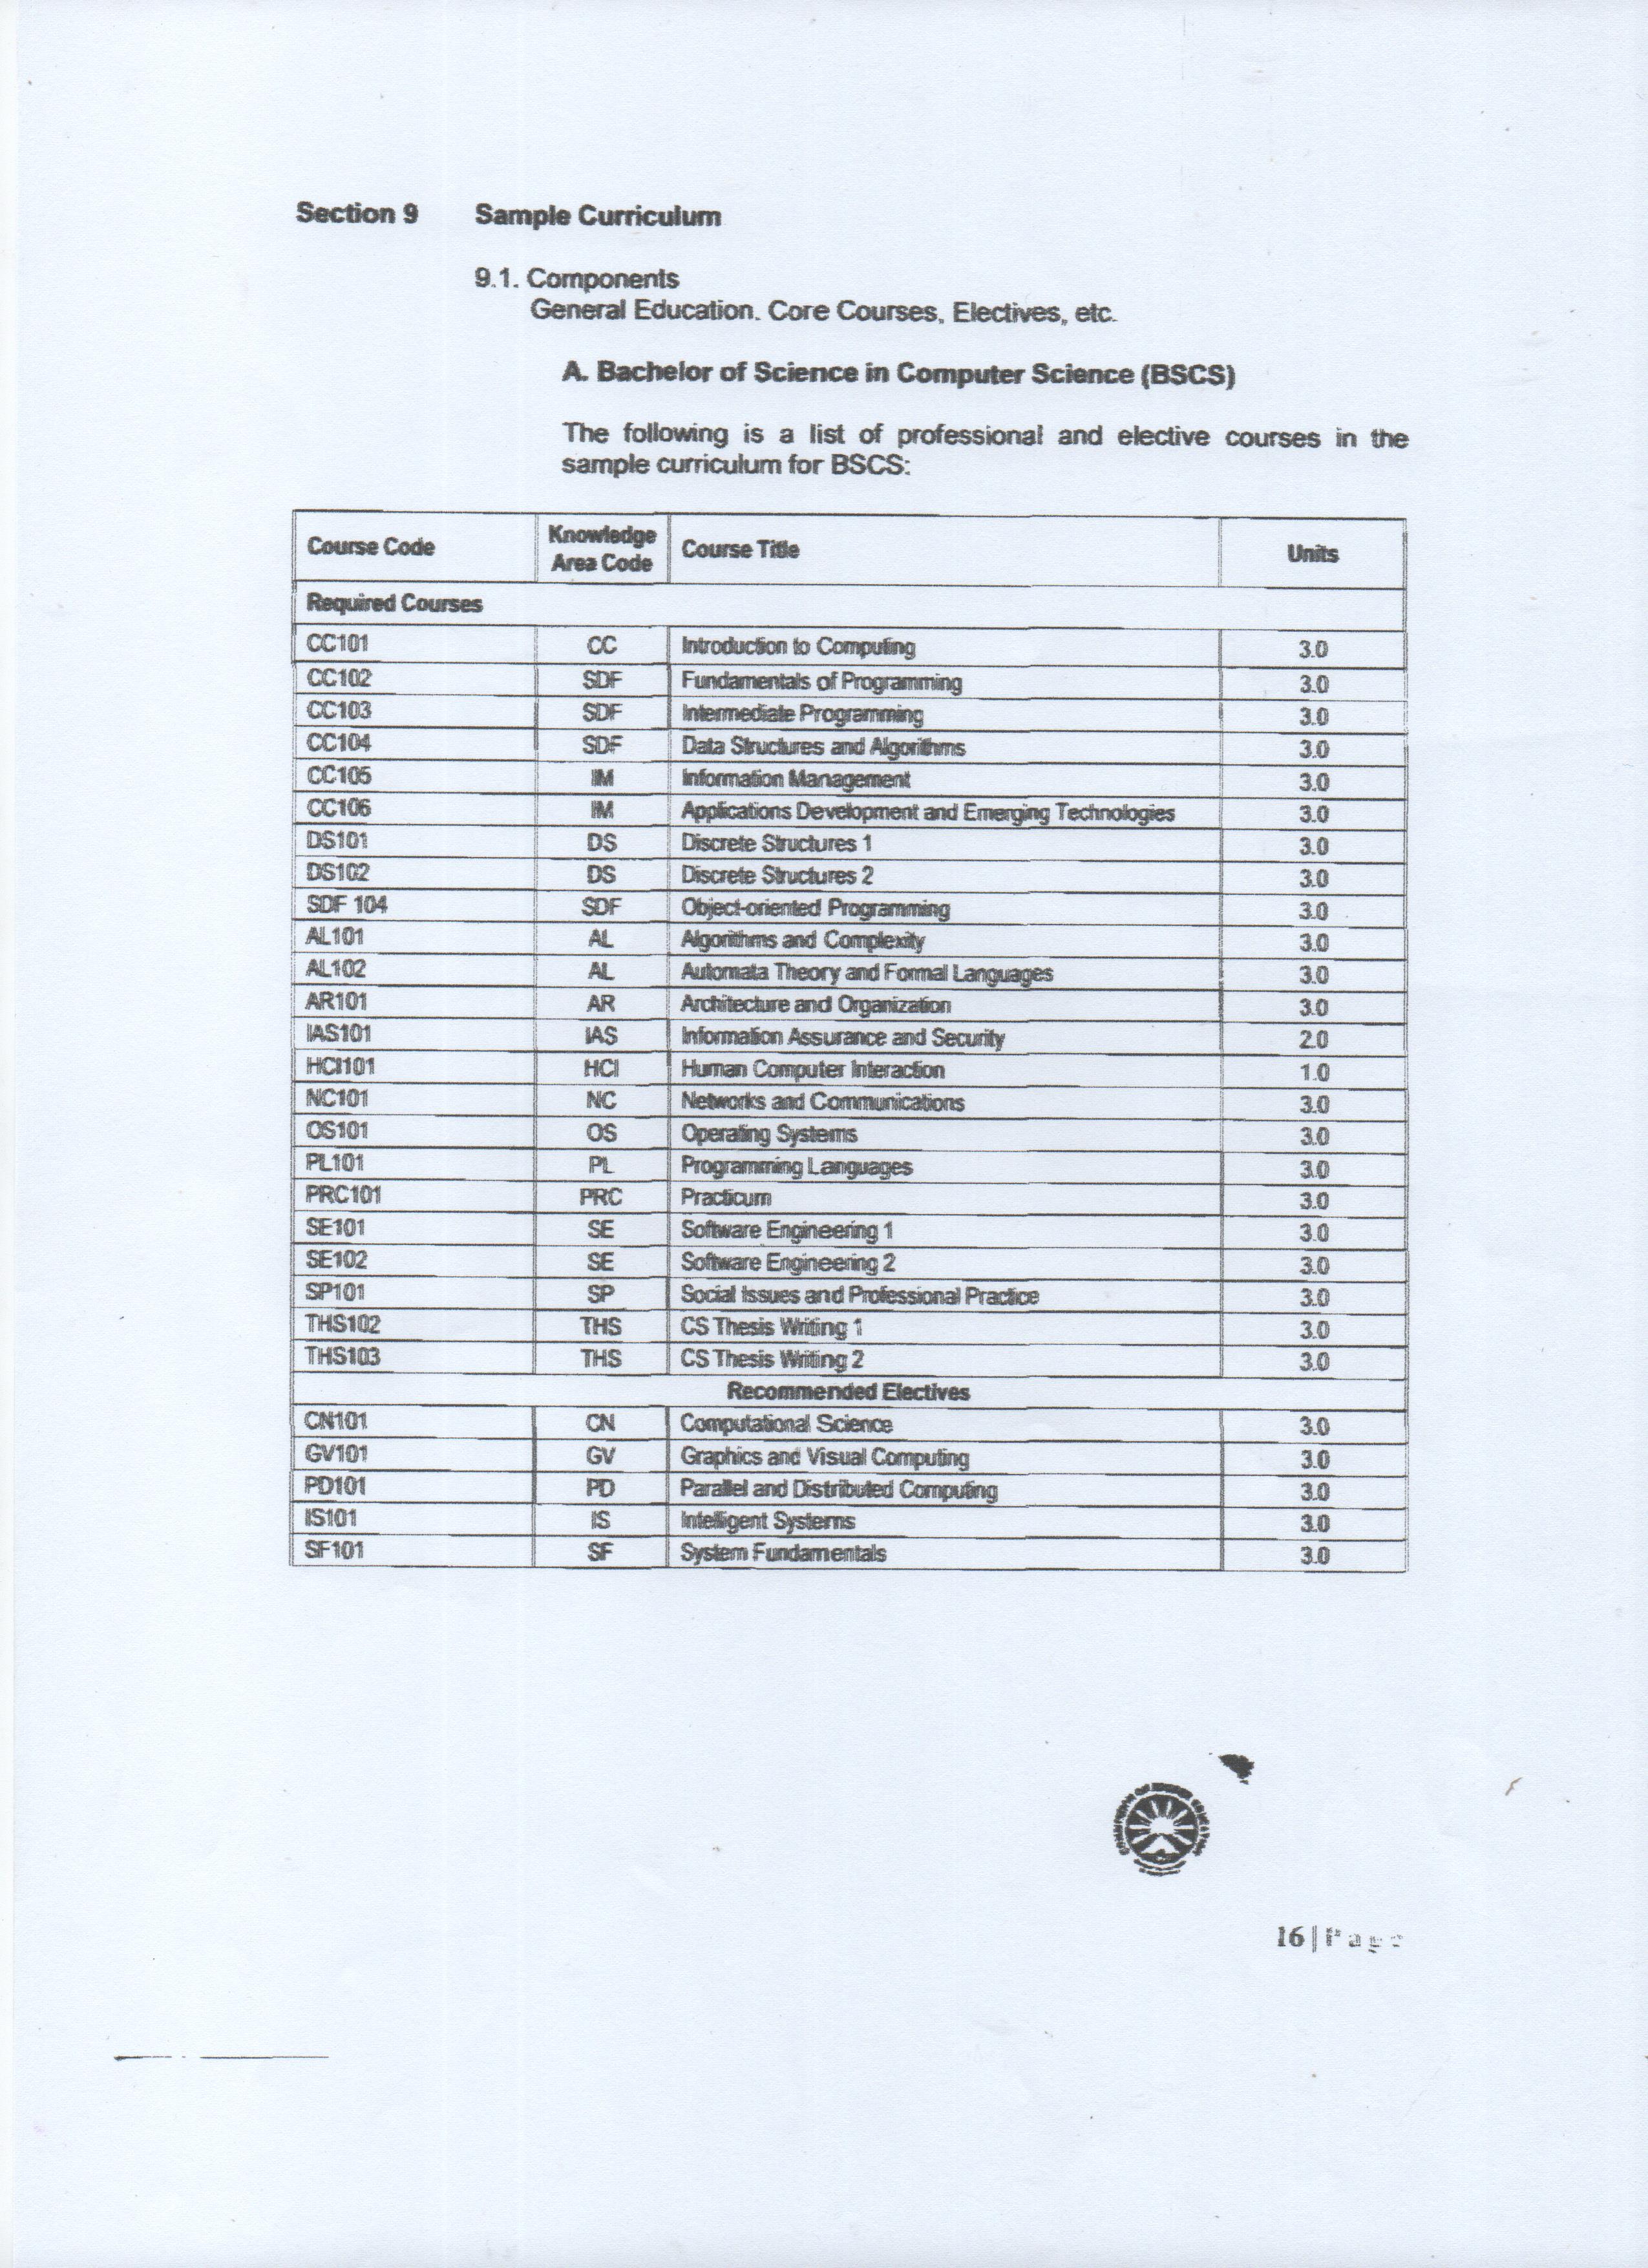 Section 9 Sample Curriculum
9.1. Components
General Education. Core Courses, Electives, etc.
A. Bachelor of Science in Computer Science (BSCS)
The following is a list of professional and elective courses in the
sample curriculum for BSCS:
Course Code Knowledge Area Code Course Title Units
Required Courses
CC101 CC Introduction to Computing 3.0
CC102 SDF Fundamentals of Programming 3.0
CC103 SDF Intermediate Programming 3.0
CC104 SDF Data Structures and Algorithms 3.0
CC105 IM Information Management 3.0
CC106 IM Applications Development and Emerging Technologies 3.0
DS101 DS Discrete Structures 1 3.0
DS102 DS Discrete Structures 2 3.0
SDF 104 SDF Object-oriented Programming 3.0
AL101 AL Algorithms and Complexity 3.0
AL102 AL Automata Theory and Formal Languages 3.0
AR101 AR Architecture and Organization 3.0
IAS101 IAS Information Assurance and Security 2.0
HCI101 HCI Human Computer Interaction 1.0
NC101 NC Networks and Communications 3.0
OS101 OS Operating Systems 3.0
PL101 PL Programming Languages 3.0
PRC101 PRC Practicum 3.0
SE101 SE Software Engineering 1 3.0
SE102 SE Software Engineering 2 3.0
SP101 SP Social Issues and Professional Practice 3.0
THS102 THS CS Thesis Writing 1 3.0
THS103 THS CS Thesis Writing 2 3.0
Recommended Electives
CN101 CN Computational Science 3.0
GV101 GV Graphics and Visual Computing 3.0
PD101 PD Parallel and Distributed Computing 3.0
IS101 IS Intelligent Systems 3.0
SF101 SF System Fundamentals 3.0
16 | Page